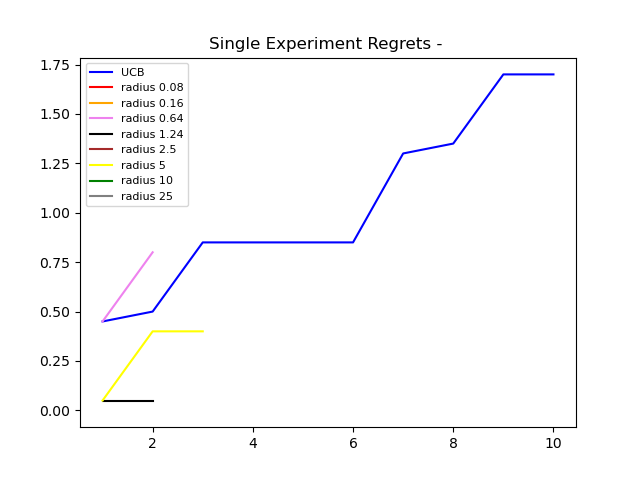 Single Experiment Regrets -
1.75
1.50
1.25
1.00
0.75
0.50
0.25
0.00
UCB
radius 0.08
radius 0.16
radius 0.64
radius 1.24
radius 2.5
radius 5
radius 10
radius 25
2 4 6 8 10